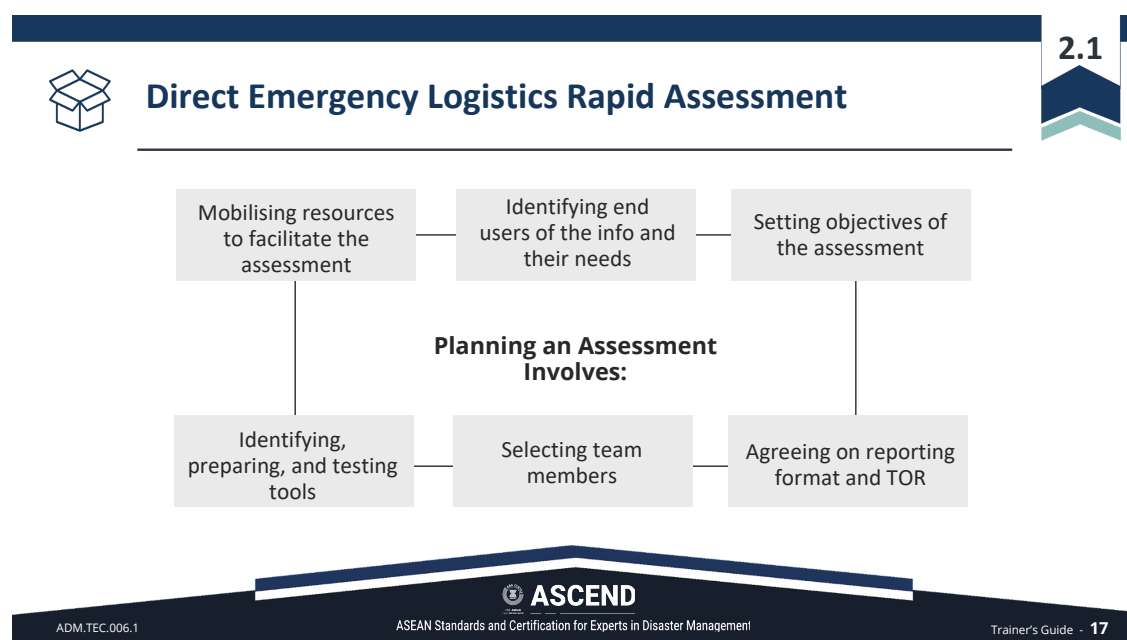 2.1
Direct Emergency Logistics Rapid Assessment
Mobilising resources
to facilitate the
assessment
Identifying end
users of the info and
their needs
Setting objectives of
the assessment
Planning an Assessment
Involves:
Identifying,
preparing, and testing
tools
Selecting team
members
Agreeing on reporting
format and TOR
ASCEND
ASEAN Standards and Certification for Experts in Disaster Management
ADM.TEC.006.1
Trainer's Guide - 17